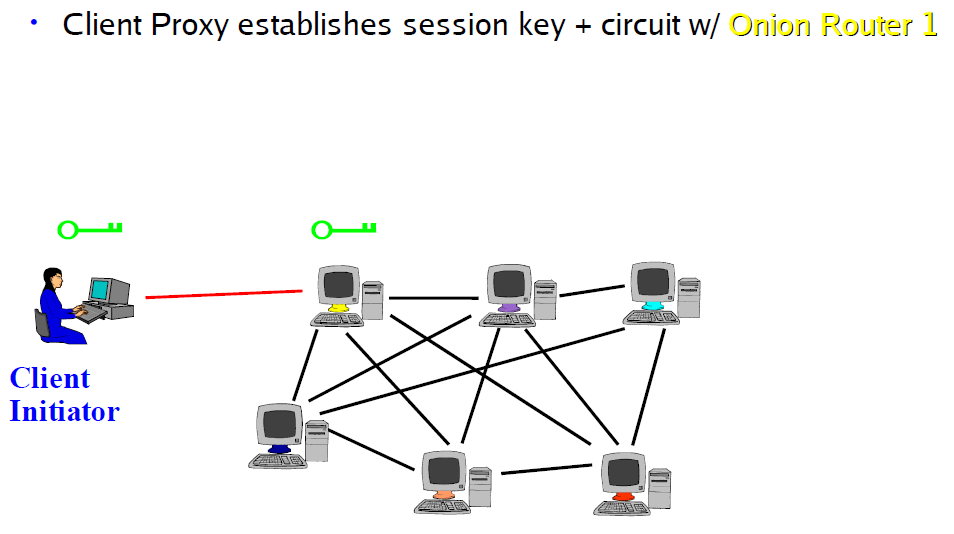 • Client Proxy establishes session key + circuit w/ Onion Router 1
Client
Initiator